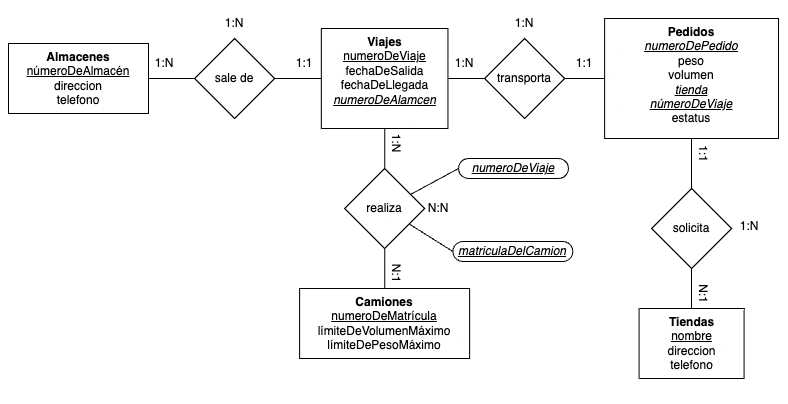 1:N
1:N
Almacenes
númeroDeAlmacén
direccion
telefono
1:N
sale de
1:1
Viajes
numeroDeViaje
fechaDeSalida
fechaDeLlegada
numeroDeAlamcen
1:N
transporta
1:1
Pedidos
numeroDePedido
peso
volumen
tienda
númeroDeViaje
estatus
1:N
numeroDeViaje
realiza
N:N
matriculaDelCamion
N:1
Camiones
numeroDeMatrícula
límiteDeVolumenMáximo
límiteDePesoMáximo
1:1
solicita
1:N
N:1
Tiendas
nombre
direccion
telefono